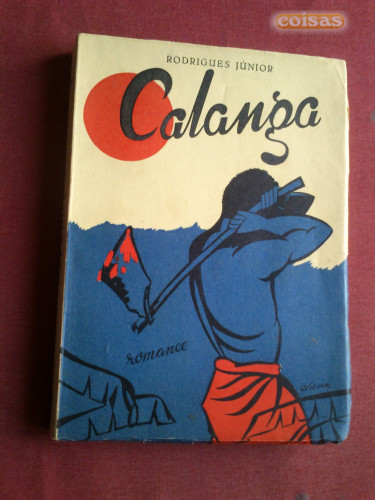 coisas
RODRIGUES JÚNIOR
Calanga
romance